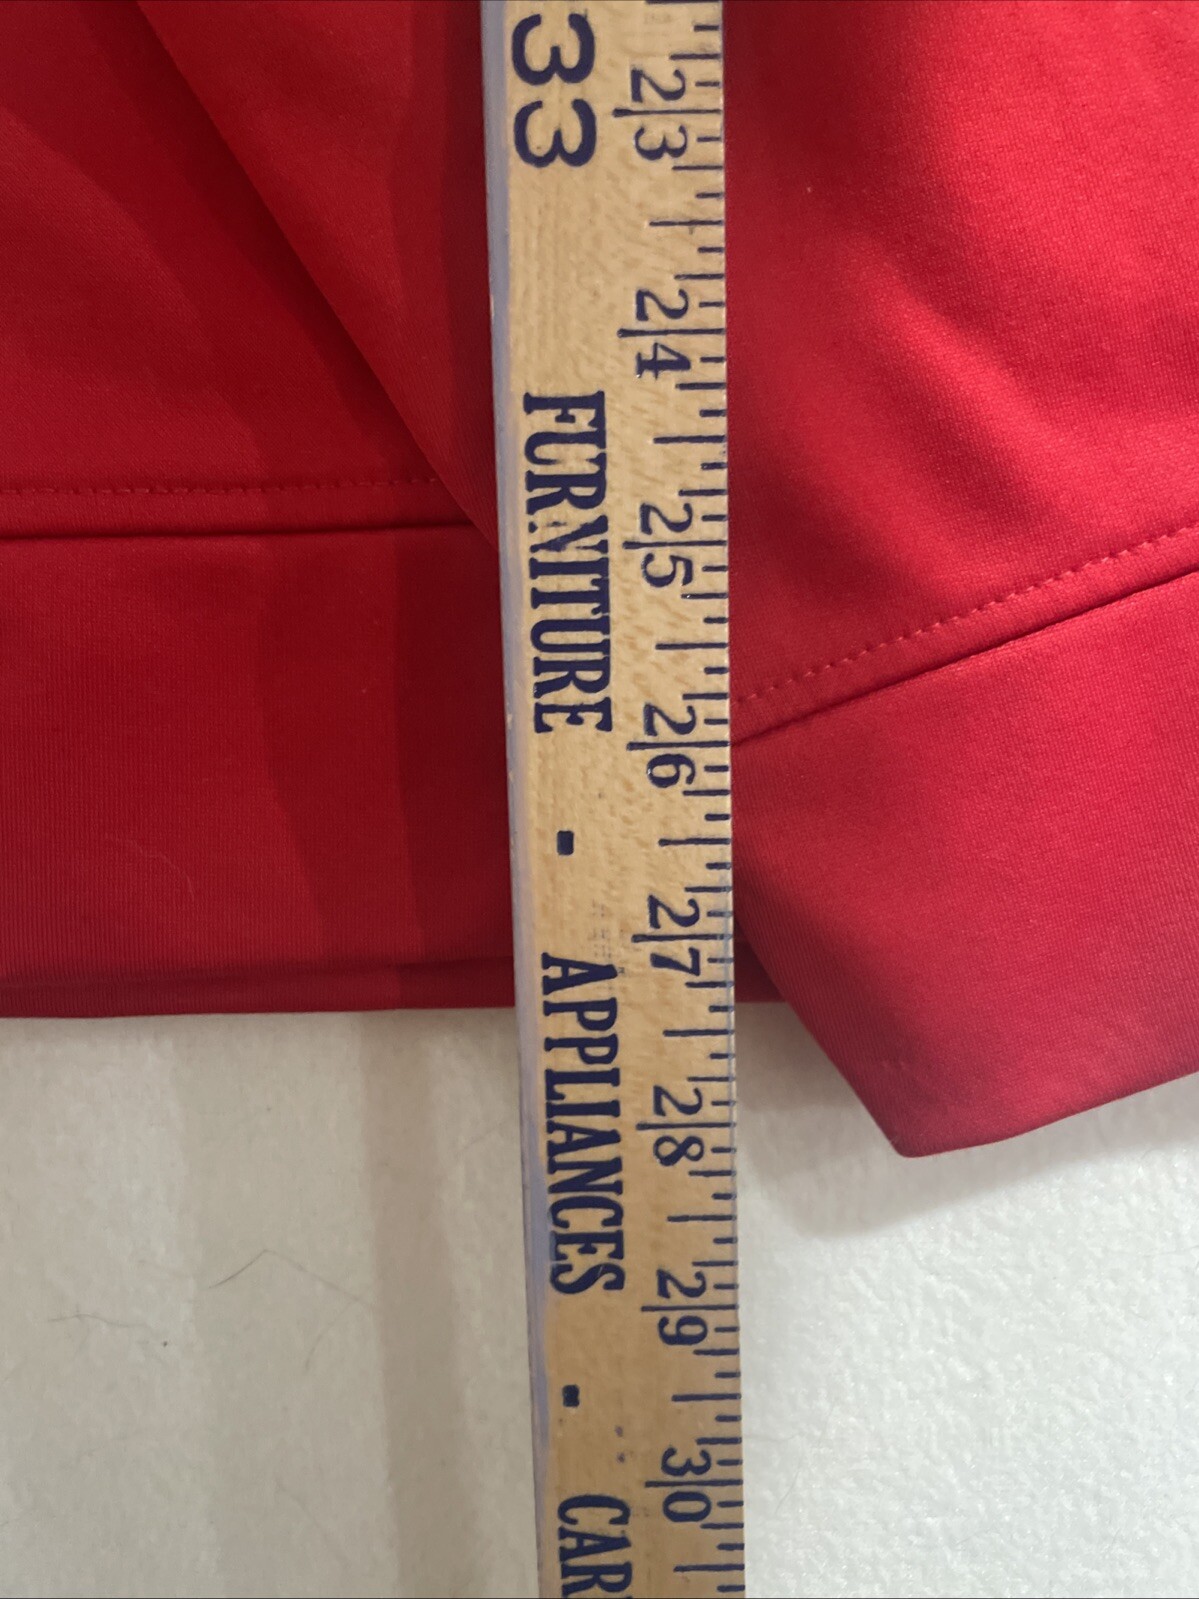 33 FURNITURE - APPLIANCES - CAR
23 24 25 26 27 28 29 30